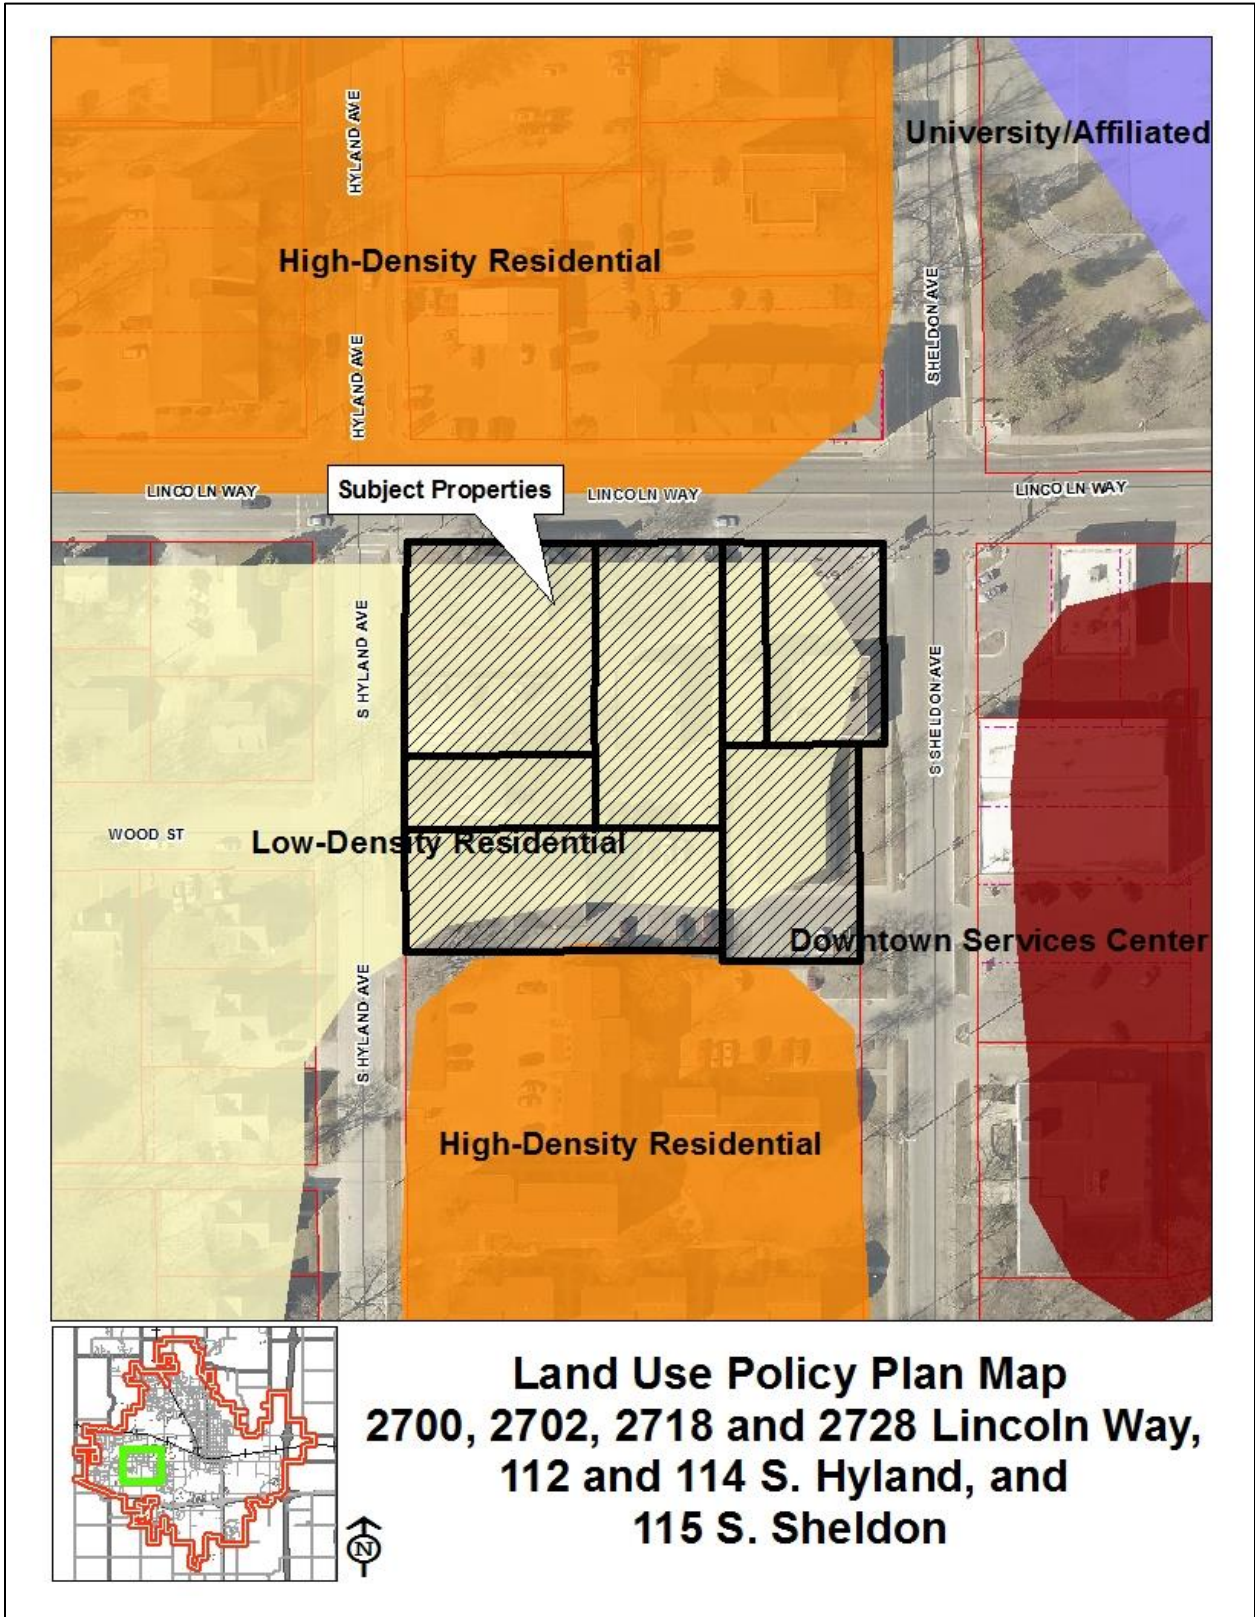 HYLAND AVE
University/Affiliated
High-Density Residential
SHELDON AVE
HYLAND AVE
Subject Properties
LINCOLN WAY
LINCOLN WAY
LINCOLN WAY
S HYLAND AVE
S SHELDON AVE
WOOD ST
Low-Density Residential
Downtown Services Center
S HYLAND AVE
High-Density Residential
Land Use Policy Plan Map
2700, 2702, 2718 and 2728 Lincoln Way,
112 and 114 S. Hyland, and
115 S. Sheldon
N